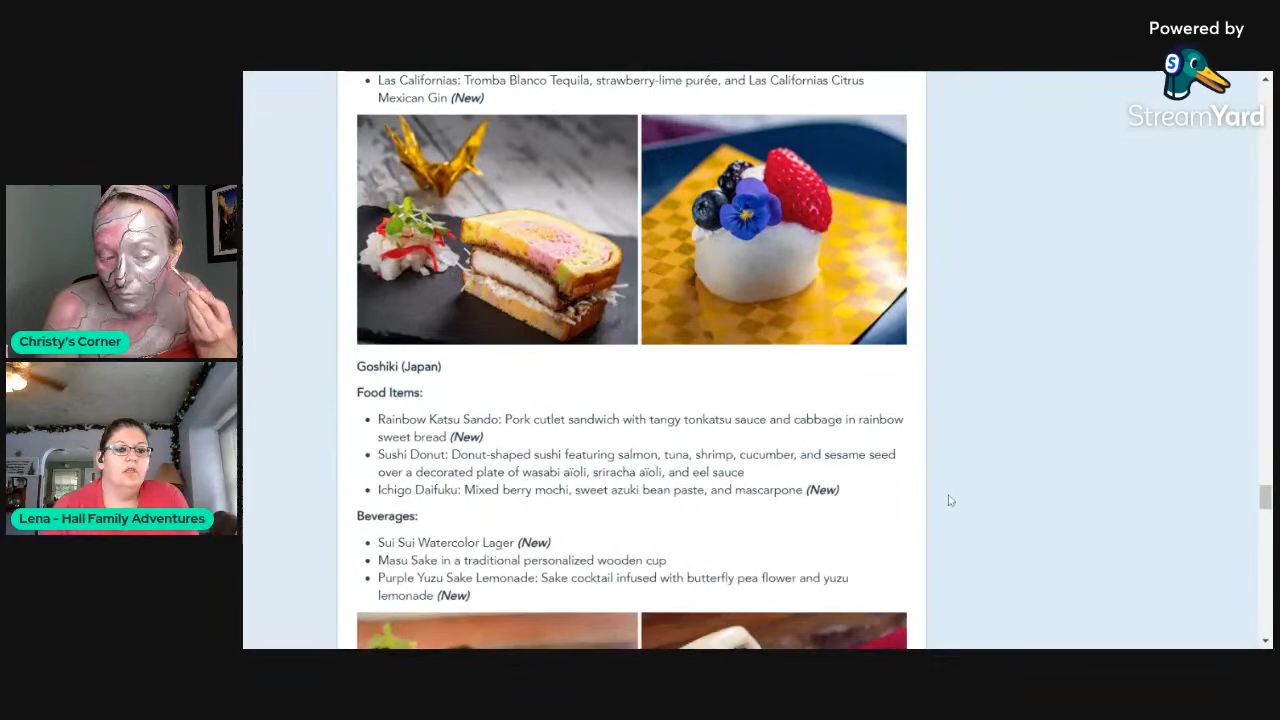 Powered by
StreamYard
Las Californias: Tromba Blanco Tequila, strawberry-lime purée, and Las Californias Citrus
Mexican Gin (New)
Goshiki (Japan)
Food Items:
Rainbow Katsu Sando: Pork cutlet sandwich with tangy tonkatsu sauce and cabbage in rainbow
sweet bread (New)
Sushi Donut: Donut-shaped sushi featuring salmon, tuna, shrimp, cucumber, and sesame seed
over a decorated plate of wasabi aïoli, sriracha aïoli, and eel sauce
Ichigo Daifuku: Mixed berry mochi, sweet azuki bean paste, and mascarpone (New)
Beverages:
Sui Sui Watercolor Lager (New)
Masu Sake in a traditional personalized wooden cup
Purple Yuzu Sake Lemonade: Sake cocktail infused with butterfly pea flower and yuzu
lemonade (New)
Christy's Corner
Lena - Hall Family Adventures
S